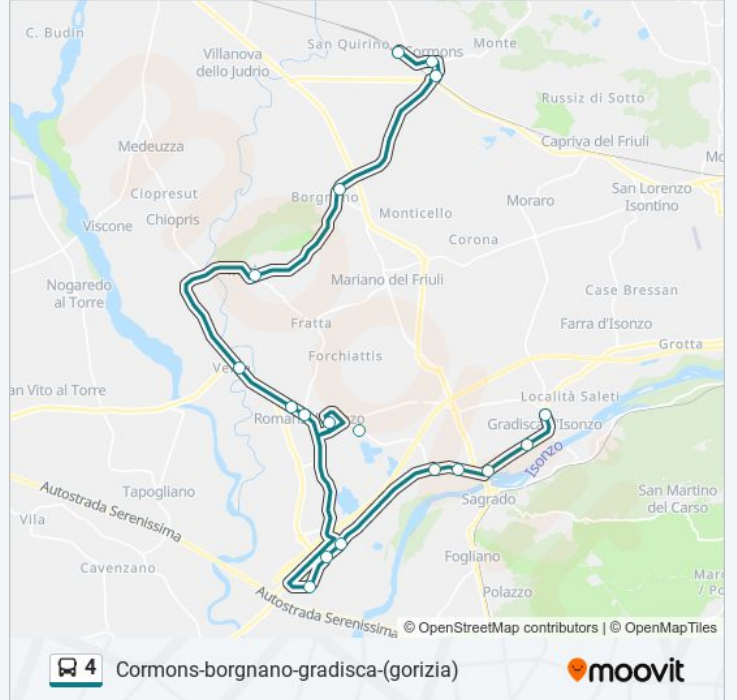 C. Budin
San Quirino
Cormons
Monte
Villanova
dello Judrio
Russiz di Sotto
Medeuzza
Capriva del Friuli
Ciopresut
Borgnano
San Lorenzo
Isontino
Moraro
Viscone
Chiopris
Monticello
Corona
Nogaredo
al Torre
Mariano del Friuli
Case Bressan
Fratta
Farra d'Isonzo
Forchiattis
Grotta
an Vito al Torre
Località Saleti
Gradisca d'Isonzo
Isonzo
Autostrada Serenissima
Tapogliano
Sagrado
San Martino
del Carso
Villa
Fogliano
Cavenzano
Polazzo
Autostrada Serenissima
© OpenStreetMap contributors | © OpenMapTiles
4 Cormons-borgnano-gradisca-(gorizia)
moovit